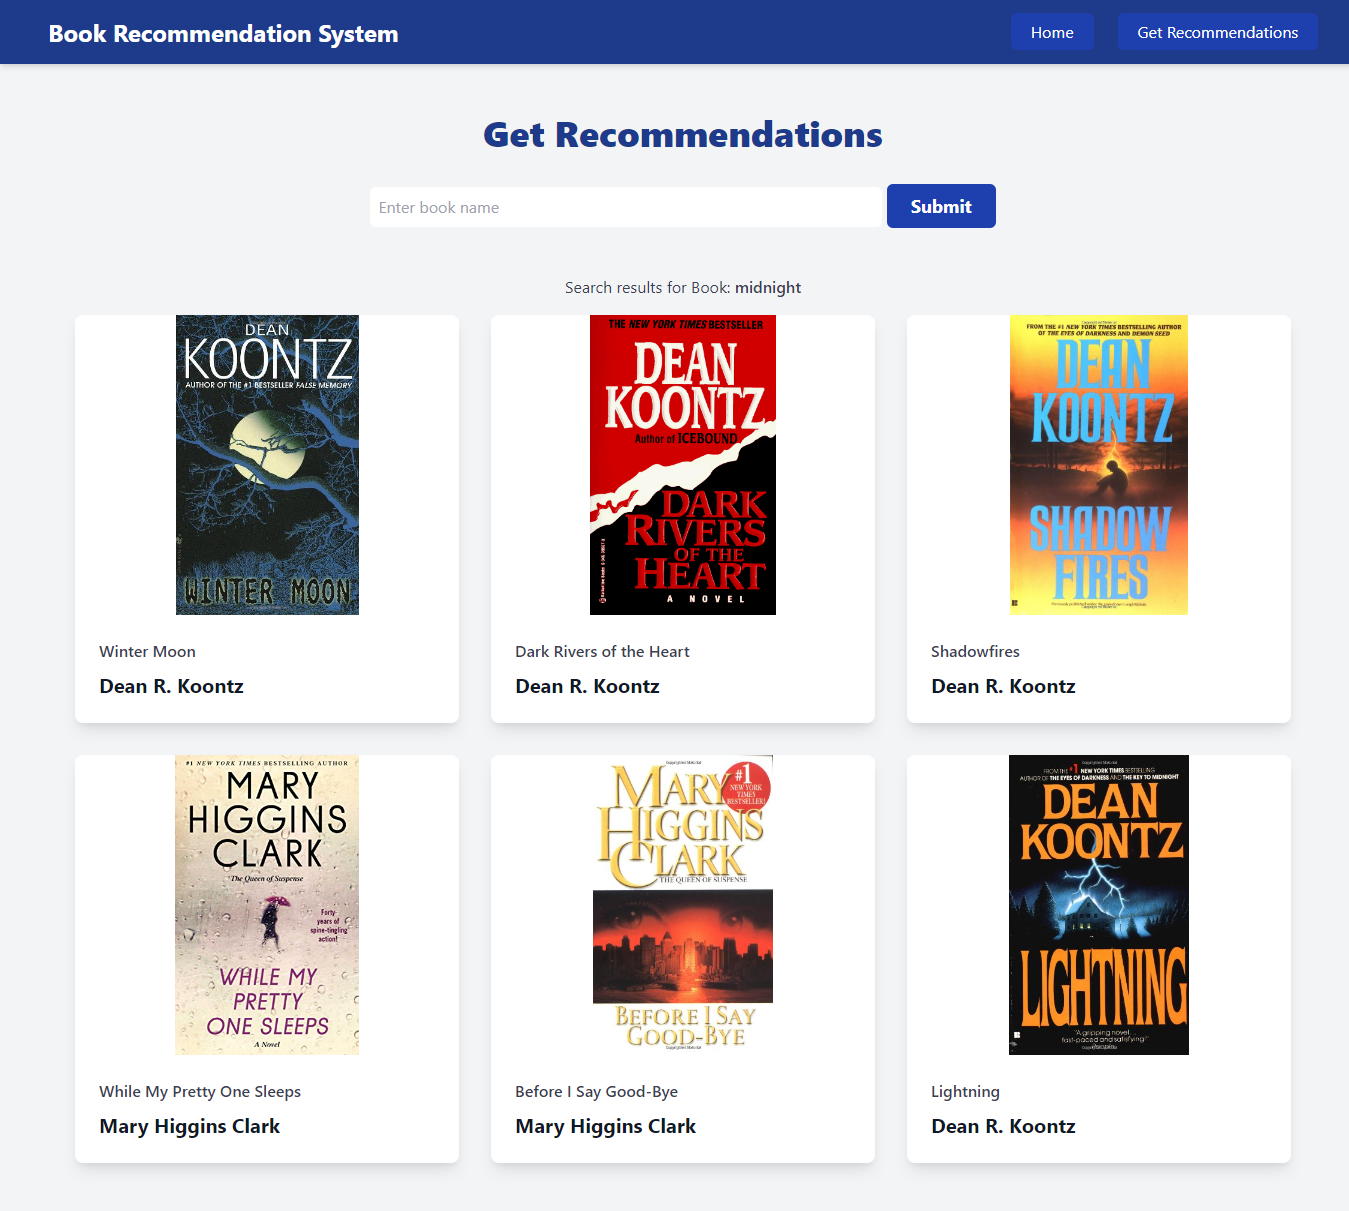 Book Recommendation System
Home
Get Recommendations
Get Recommendations
Enter book name
Submit
Search results for Book: midnight
DEAN
KOONTZ
AUTHOR OF THE #1 BESTSELLER FALSE MEMORY
WINTER MOON
THE NEW YORK TIMES BESTSELLER
DEAN
KOONTZ
Author of ICEBOUND
DARK
RIVERS
OF THE
HEART
A NOVEL
FROM THE #1 NEW YORK TIMES BESTSELLING AUTHOR
OF THE EYES OF DARKNESS AND DEMON SEED
DEAN
KOONTZ
SHADOW
FIRES
Winter Moon
Dean R. Koontz
Dark Rivers of the Heart
Dean R. Koontz
Shadowfires
Dean R. Koontz
#1 NEW YORK TIMES BESTSELLING AUTHOR
MARY
HIGGINS
CLARK
The Queen of Suspense
Forty
years of
spine-tingling
action!
WHILE MY
PRETTY
ONE SLEEPS
A Novel
MARY
HIGGINS
CLARK
#1
NEW YORK
TIMES
BESTSELLER!
THE QUEEN OF SUSPENSE
BEFORE I SAY
GOOD-BYE
FROM THE #1 NEW YORK TIMES BESTSELLING
AUTHOR OF THE EYES OF DARKNESS AND THE KEY TO MIDNIGHT
DEAN
KOONTZ
LIGHTNING
"A gripping novel...
fast-paced and satisfying!"
While My Pretty One Sleeps
Mary Higgins Clark
Before I Say Good-Bye
Mary Higgins Clark
Lightning
Dean R. Koontz